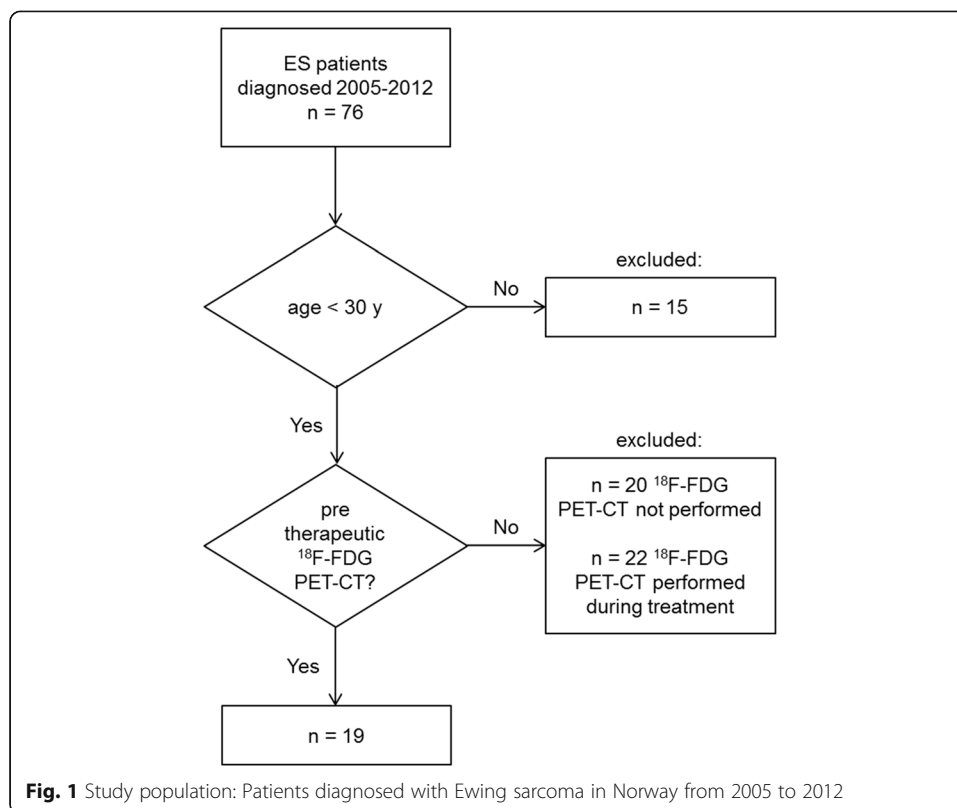 ES patients
diagnosed 2005-2012
n = 76
age < 30 y
No
excluded:
n = 15
Yes
pre
therapeutic
¹⁸F-FDG
PET-CT?
No
excluded:
n = 20 ¹⁸F-FDG
PET-CT not performed
n = 22 ¹⁸F-FDG
PET-CT performed
during treatment
Yes
n = 19
Fig. 1 Study population: Patients diagnosed with Ewing sarcoma in Norway from 2005 to 2012